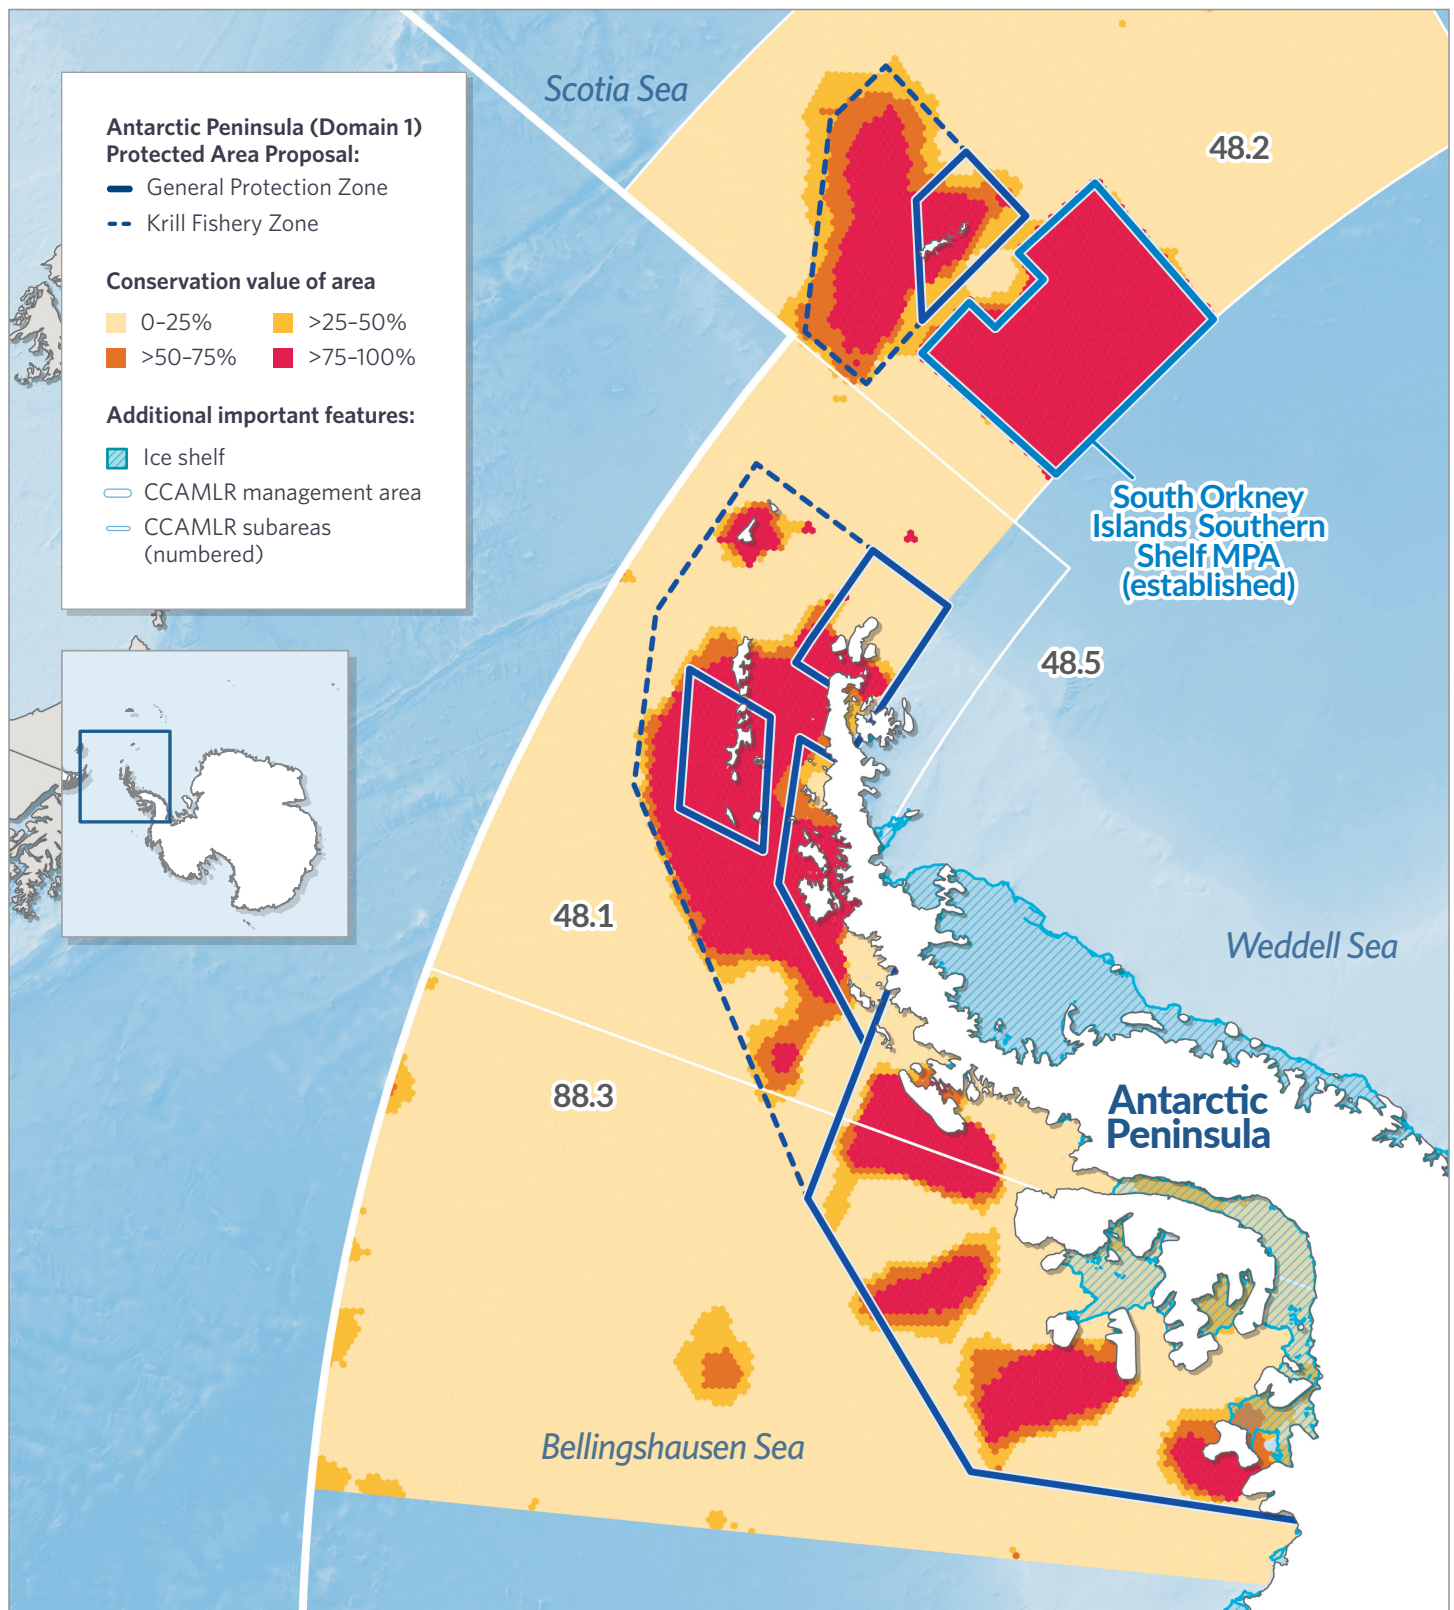 Antarctic Peninsula (Domain 1)
Protected Area Proposal:
General Protection Zone
Krill Fishery Zone
Conservation value of area
0–25%
>25–50%
>50–75%
>75–100%
Additional important features:
Ice shelf
CCAMLR management area
CCAMLR subareas
(numbered)
Scotia Sea
48.2
South Orkney
Islands Southern
Shelf MPA
(established)
48.5
48.1
Weddell Sea
88.3
Antarctic
Peninsula
Bellingshausen Sea